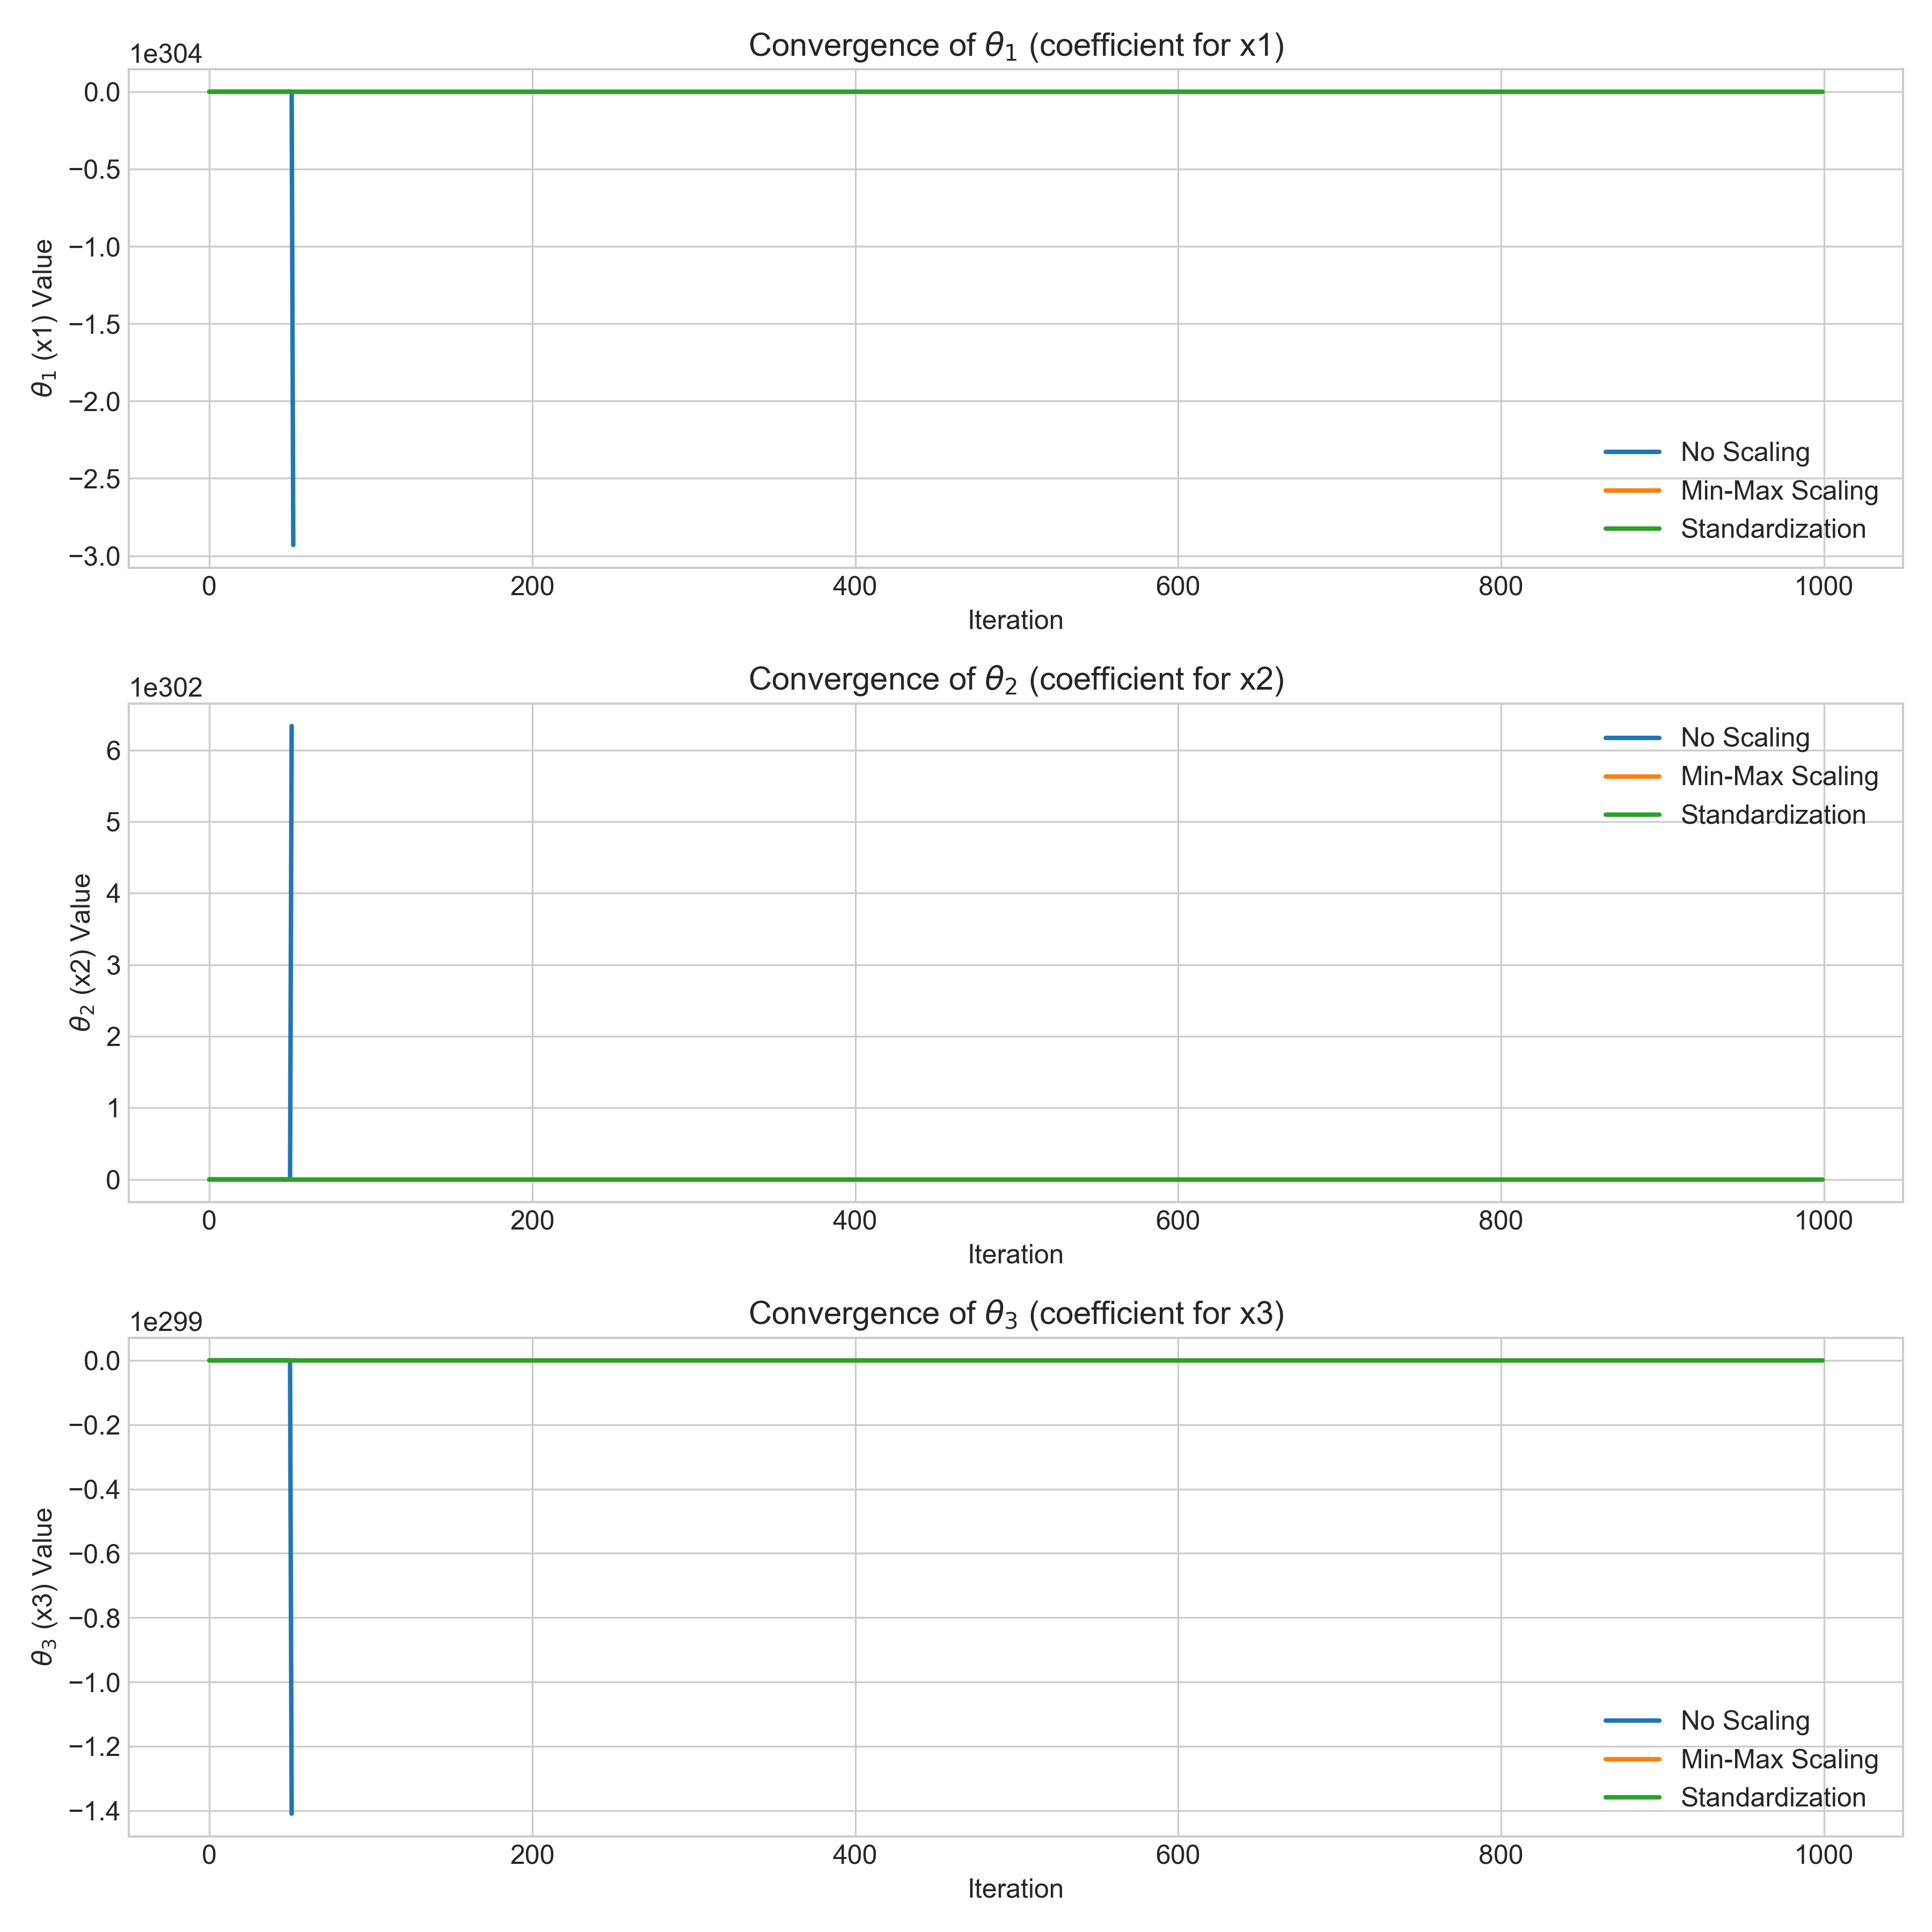 Convergence of θ₁ (coefficient for x1)
1e304
0.0
−0.5
−1.0
−1.5
−2.0
−2.5
−3.0
θ₁ (x1) Value
No Scaling
Min-Max Scaling
Standardization
0 200 400 600 800 1000
Iteration
Convergence of θ₂ (coefficient for x2)
1e302
6
5
4
3
2
1
0
θ₂ (x2) Value
No Scaling
Min-Max Scaling
Standardization
0 200 400 600 800 1000
Iteration
Convergence of θ₃ (coefficient for x3)
1e299
0.0
−0.2
−0.4
−0.6
−0.8
−1.0
−1.2
−1.4
θ₃ (x3) Value
No Scaling
Min-Max Scaling
Standardization
0 200 400 600 800 1000
Iteration